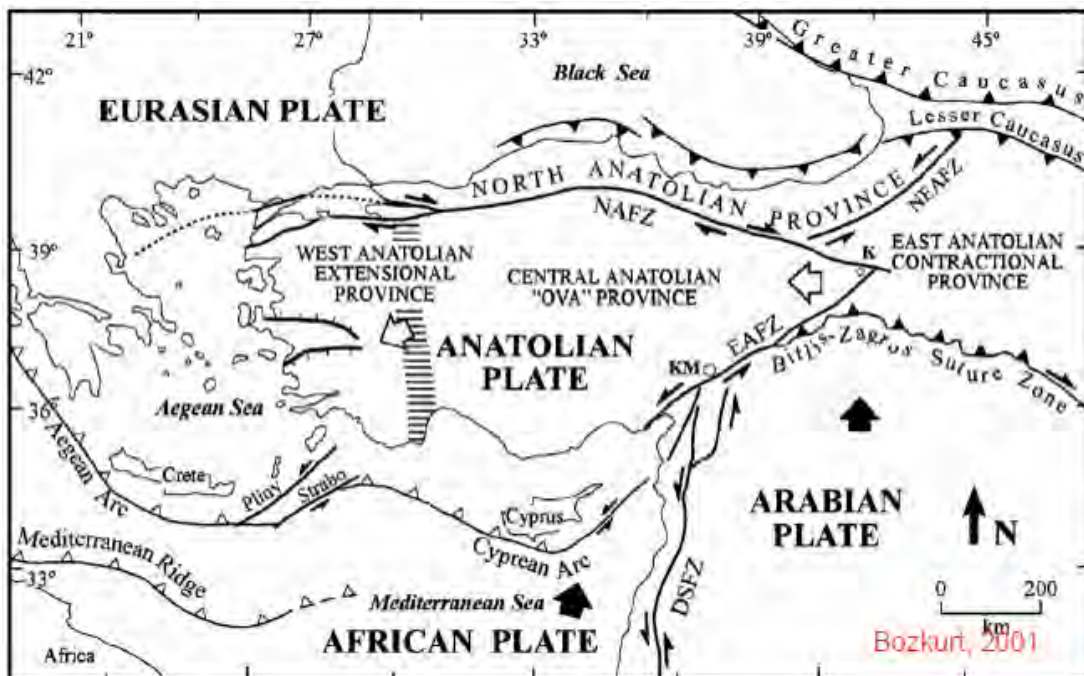 21°
27°
33°
39°
45°
42°
Black Sea
Greater Caucasus
Lesser Caucasus
EURASIAN PLATE
NORTH ANATOLIAN PROVINCE
NAFZ
NEAFZ
39°
K
WEST ANATOLIAN
EXTENSIONAL
PROVINCE
CENTRAL ANATOLIAN
"OVA" PROVINCE
EAST ANATOLIAN
CONTRACTIONAL
PROVINCE
ANATOLIAN
PLATE
EAFZ
KM
Bitlis-Zagros Suture Zone
36°
Aegean Sea
Aegean Arc
Crete
Pliny
Strabo
Cyprus
Cyprean Arc
ARABIAN
PLATE
N
Mediterranean Ridge
33°
Mediterranean Sea
DSFZ
AFRICAN PLATE
Africa
0 200
km
Bozkurt, 2001